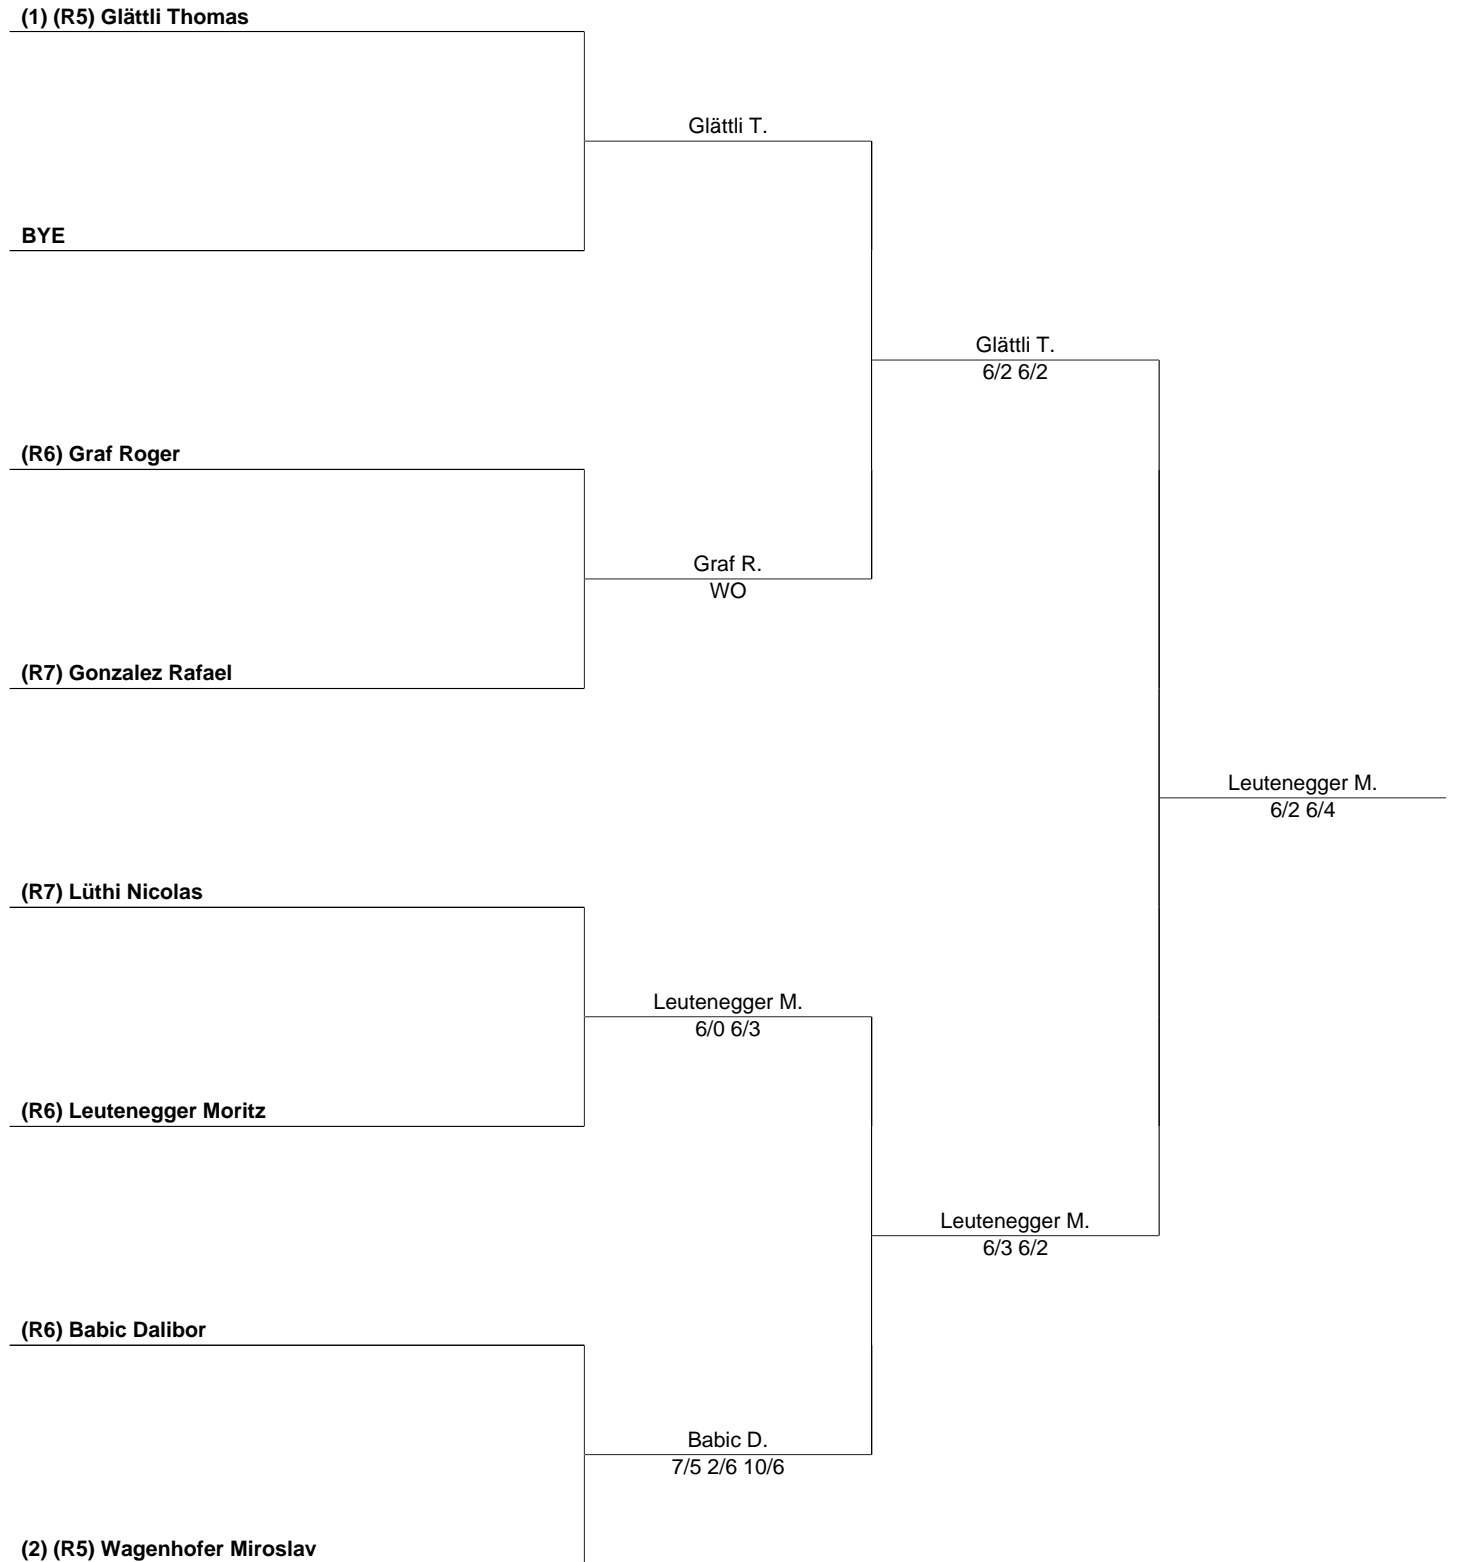 (1) (R5) Glättli Thomas
Glättli T.
BYE
Glättli T.
6/2 6/2
(R6) Graf Roger
Graf R.
WO
(R7) Gonzalez Rafael
Leutenegger M.
6/2 6/4
(R7) Lüthi Nicolas
Leutenegger M.
6/0 6/3
(R6) Leutenegger Moritz
Leutenegger M.
6/3 6/2
(R6) Babic Dalibor
Babic D.
7/5 2/6 10/6
(2) (R5) Wagenhofer Miroslav